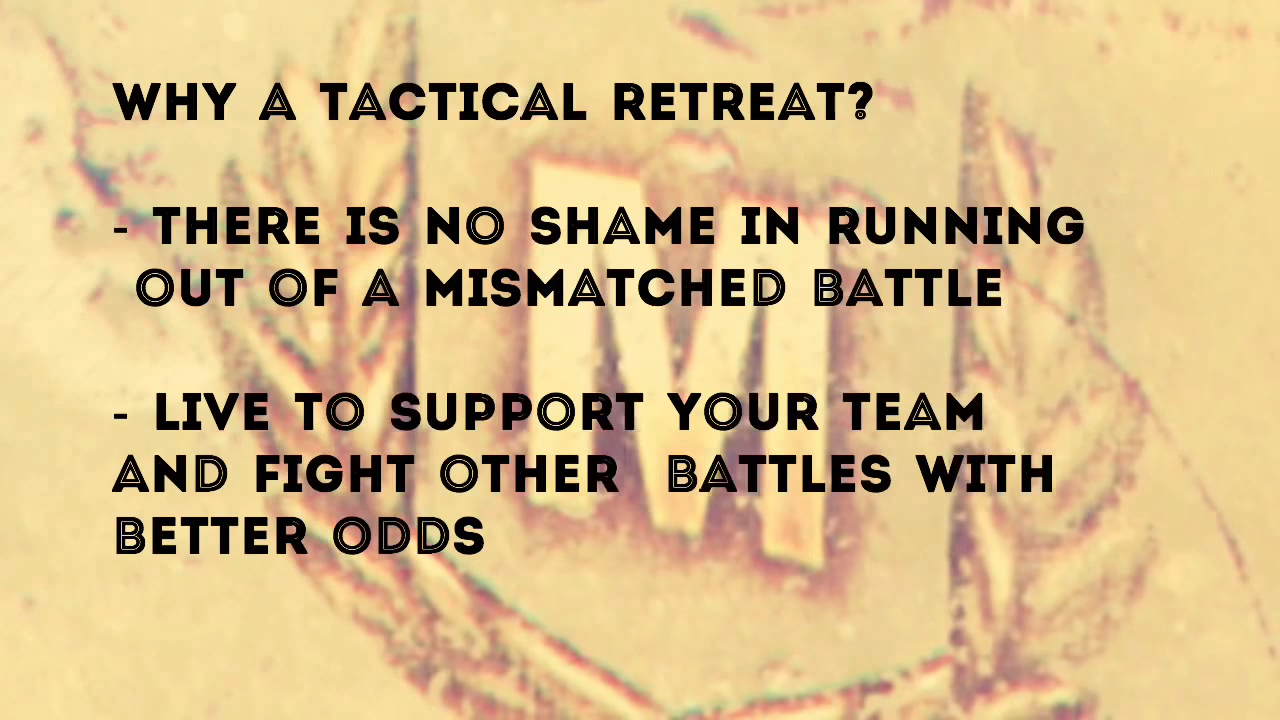 WHY A TACTICAL RETREAT?
- THERE IS NO SHAME IN RUNNING
OUT OF A MISMATCHED BATTLE
- LIVE TO SUPPORT YOUR TEAM
AND FIGHT OTHER BATTLES WITH
BETTER ODDS
M